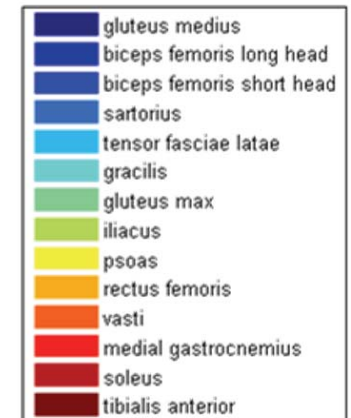 gluteus medius
biceps femoris long head
biceps femoris short head
sartorius
tensor fasciae latae
gracilis
gluteus max
iliacus
psoas
rectus femoris
vasti
medial gastrocnemius
soleus
tibialis anterior